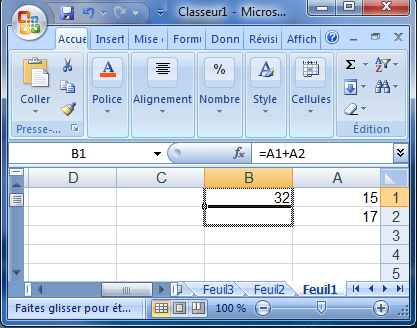 Classeur1 - Micros...
Accue Insert Mise Form Donn Révisi Affich
Coller Police Alignement Nombre Style Cellules
Presse-... Édition
B1 fx =A1+A2
D C B A
32 15 1
17 2
3
4
5
Feuil3 Feuil2 Feuil1
Faites glisser pour ét... 100 %